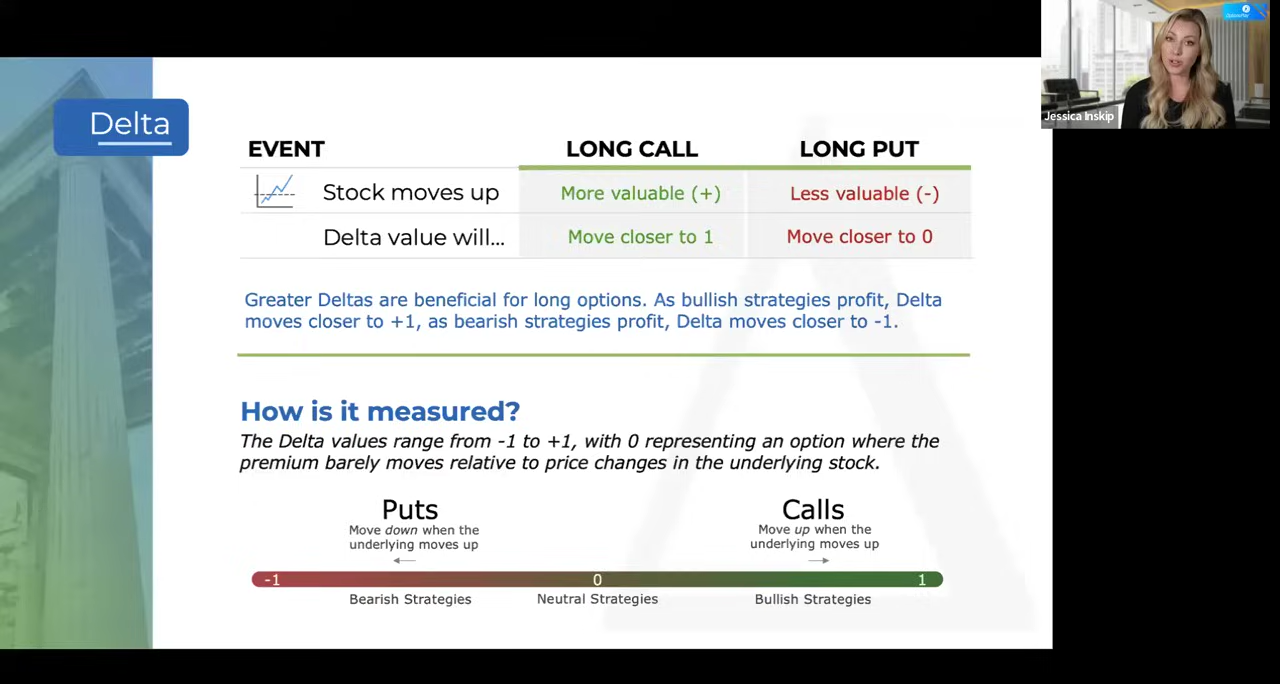 Jessica Inskip
Delta
EVENT LONG CALL LONG PUT
Stock moves up More valuable (+) Less valuable (-)
Delta value will... Move closer to 1 Move closer to 0
Greater Deltas are beneficial for long options. As bullish strategies profit, Delta
moves closer to +1, as bearish strategies profit, Delta moves closer to -1.
How is it measured?
The Delta values range from -1 to +1, with 0 representing an option where the
premium barely moves relative to price changes in the underlying stock.
Puts
Move down when the
underlying moves up
Calls
Move up when the
underlying moves up
-1 0 1
Bearish Strategies Neutral Strategies Bullish Strategies